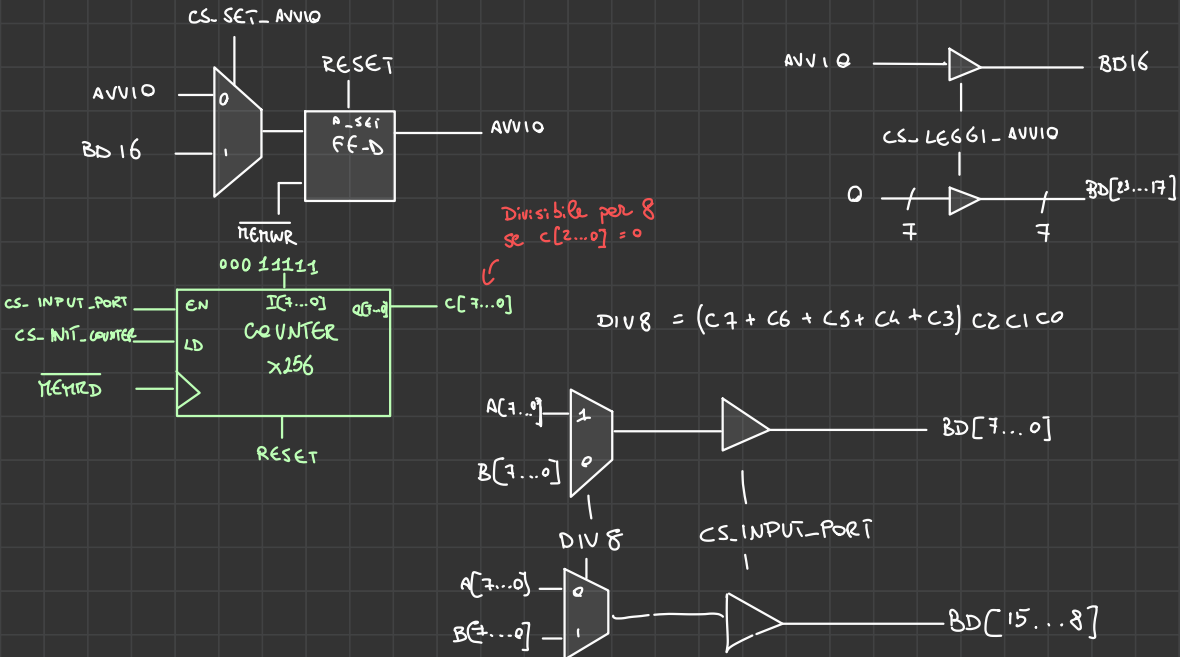 CS_SET_AVVIO
AVVIO
0
BD16
1
RESET
A_SET
FF-D
AVVIO
MEMWR
AVVIO
BD16
CS_LEGGI_AVVIO
0
7
7
BD[23...17]
Divisibile per 8
se C[2...0] = 0
000 11111
CS_INPUT_PORT
EN
I[7...0]
Q[7...0]
C[7...0]
CS_INIT_COUNTER
LD
COUNTER
x256
MEMRD
RESET
DIV8 = (C7 + C6 + C5 + C4 + C3) C2 C1 C0
A[7...0]
1
B[7...0]
0
BD[7...0]
DIV8
CS_INPUT_PORT
A[7...0]
0
B[7...0]
1
BD[15...8]